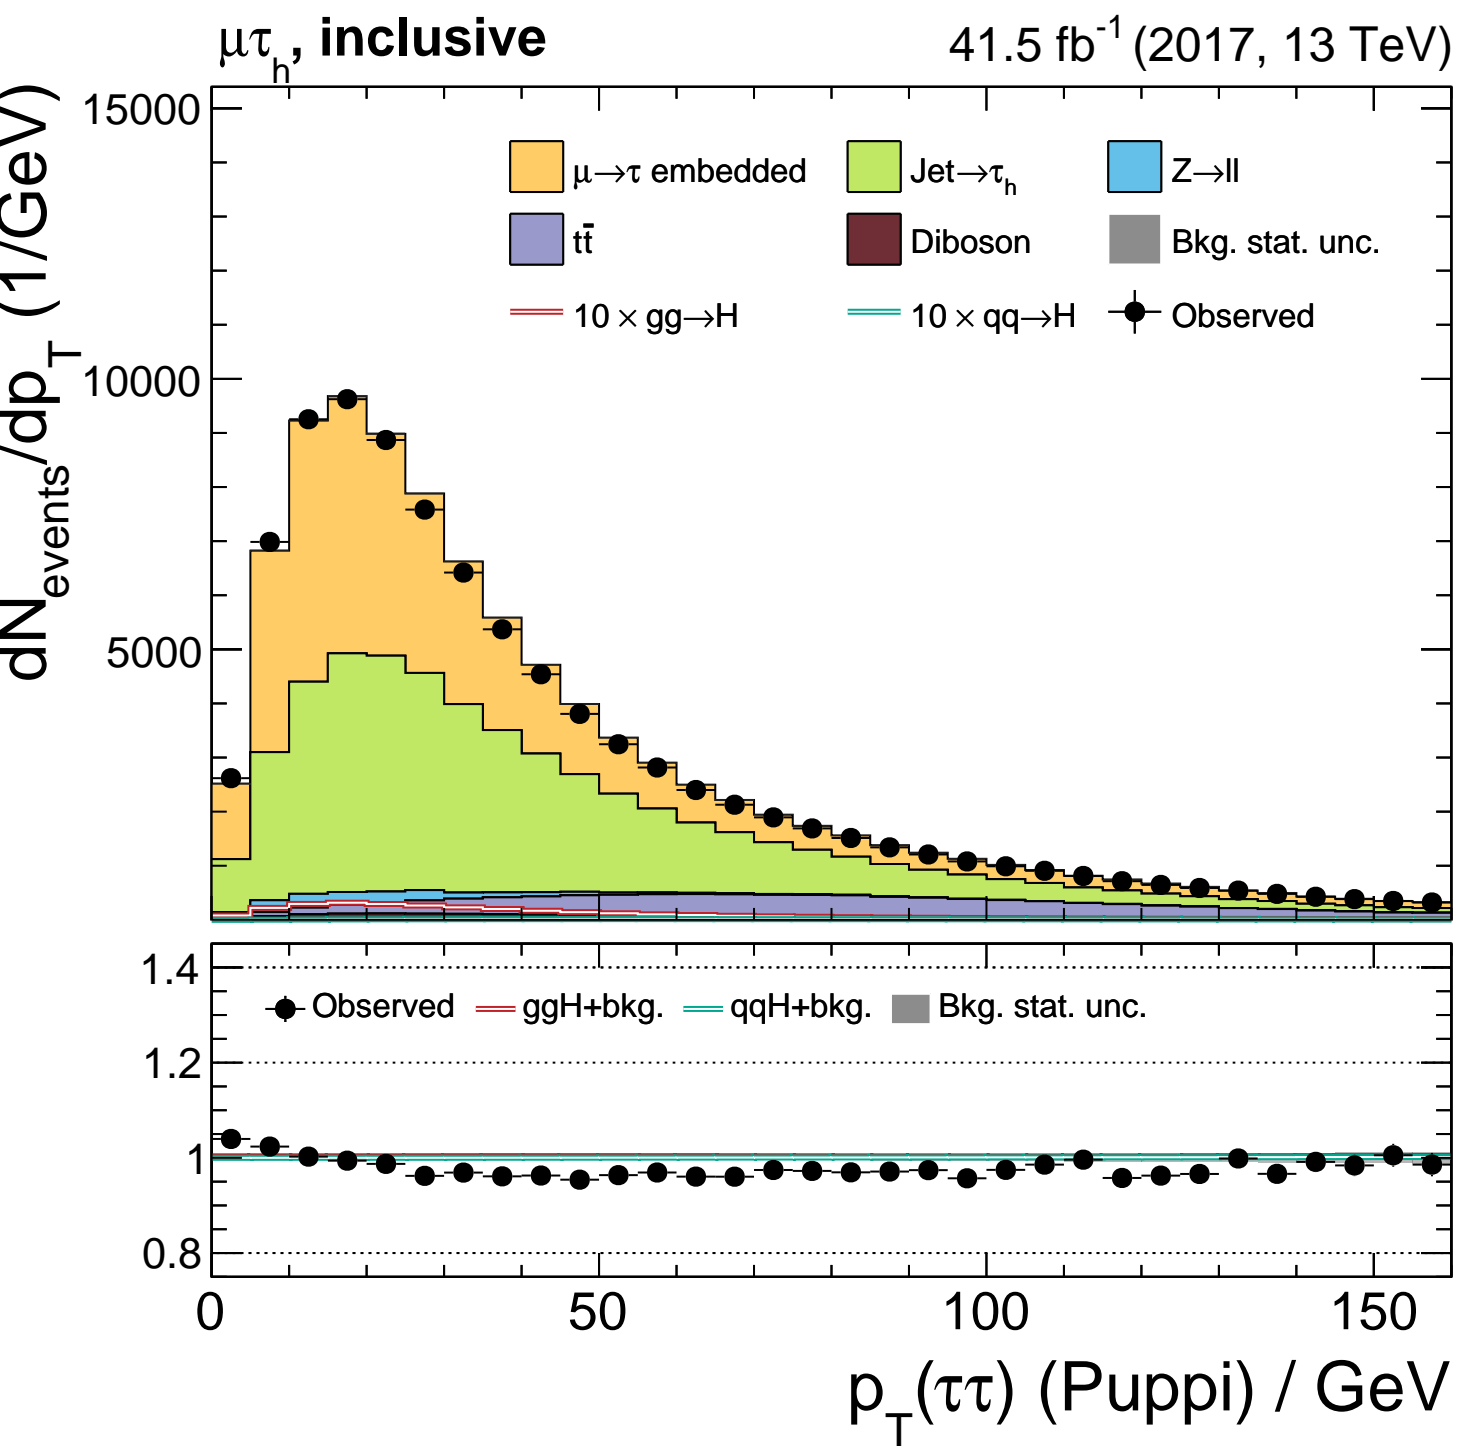 μτh, inclusive
41.5 fb-1 (2017, 13 TeV)
dNevents/dpT (1/GeV)
15000
10000
5000
μ→τ embedded
Jet→τh
Z→ll
tt̄
Diboson
Bkg. stat. unc.
10 × gg→H
10 × qq→H
Observed
1.4
1.2
1
0.8
Observed
ggH+bkg.
qqH+bkg.
Bkg. stat. unc.
0
50
100
150
pT(ττ) (Puppi) / GeV